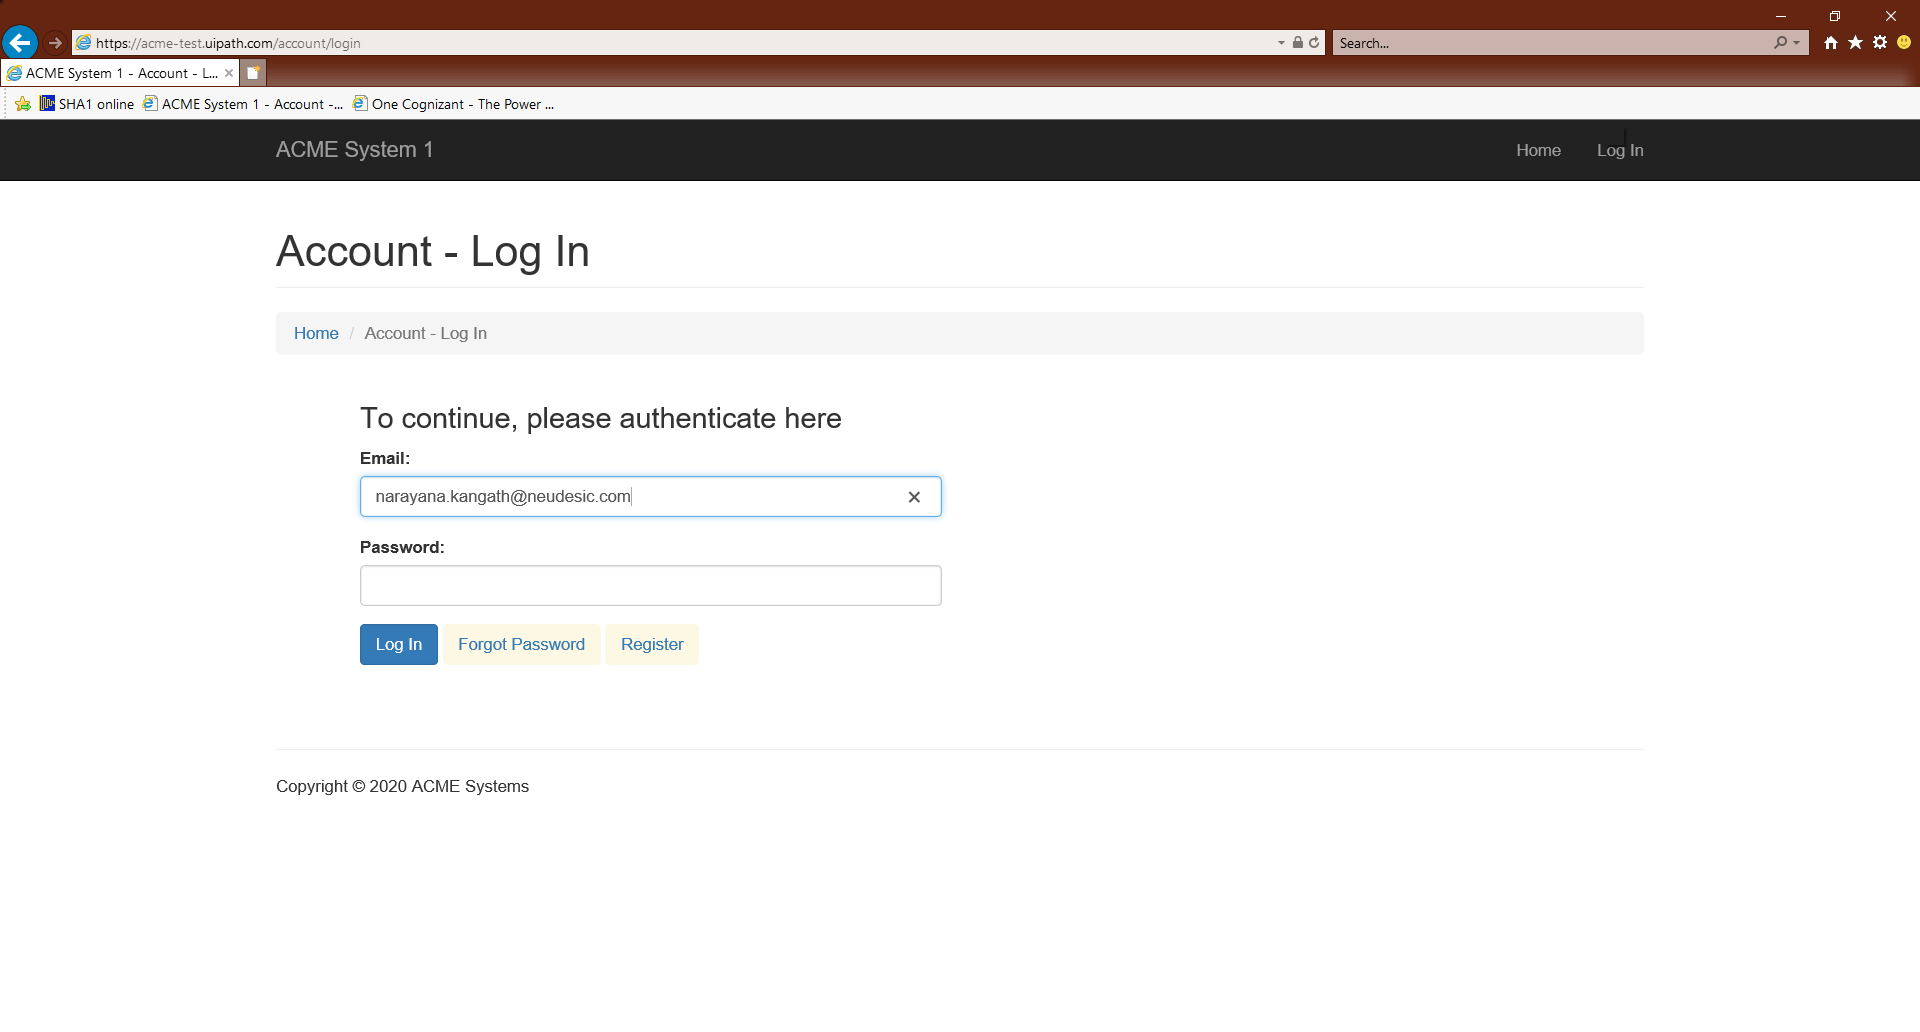 https://acme-test.uipath.com/account/login
Search...
ACME System 1 - Account - L...
SHA1 online ACME System 1 - Account -... One Cognizant - The Power ...
ACME System 1 Home Log In
Account - Log In
Home / Account - Log In
To continue, please authenticate here
Email:
narayana.kangath@neudesic.com
Password:
Log In Forgot Password Register
Copyright © 2020 ACME Systems